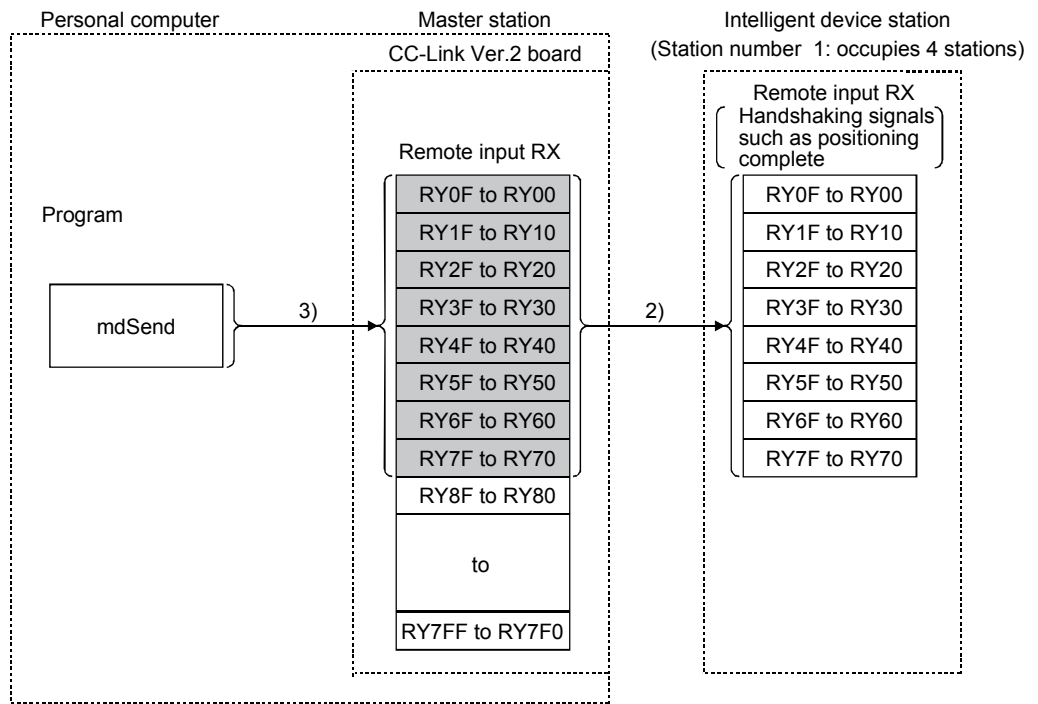 Personal computer
Master station
Intelligent device station
(Station number 1: occupies 4 stations)
CC-Link Ver.2 board
Remote input RX
Handshaking signals
such as positioning
complete
Remote input RX
Program
mdSend
3)
2)
RY0F to RY00
RY1F to RY10
RY2F to RY20
RY3F to RY30
RY4F to RY40
RY5F to RY50
RY6F to RY60
RY7F to RY70
RY8F to RY80
to
RY7FF to RY7F0
RY0F to RY00
RY1F to RY10
RY2F to RY20
RY3F to RY30
RY4F to RY40
RY5F to RY50
RY6F to RY60
RY7F to RY70